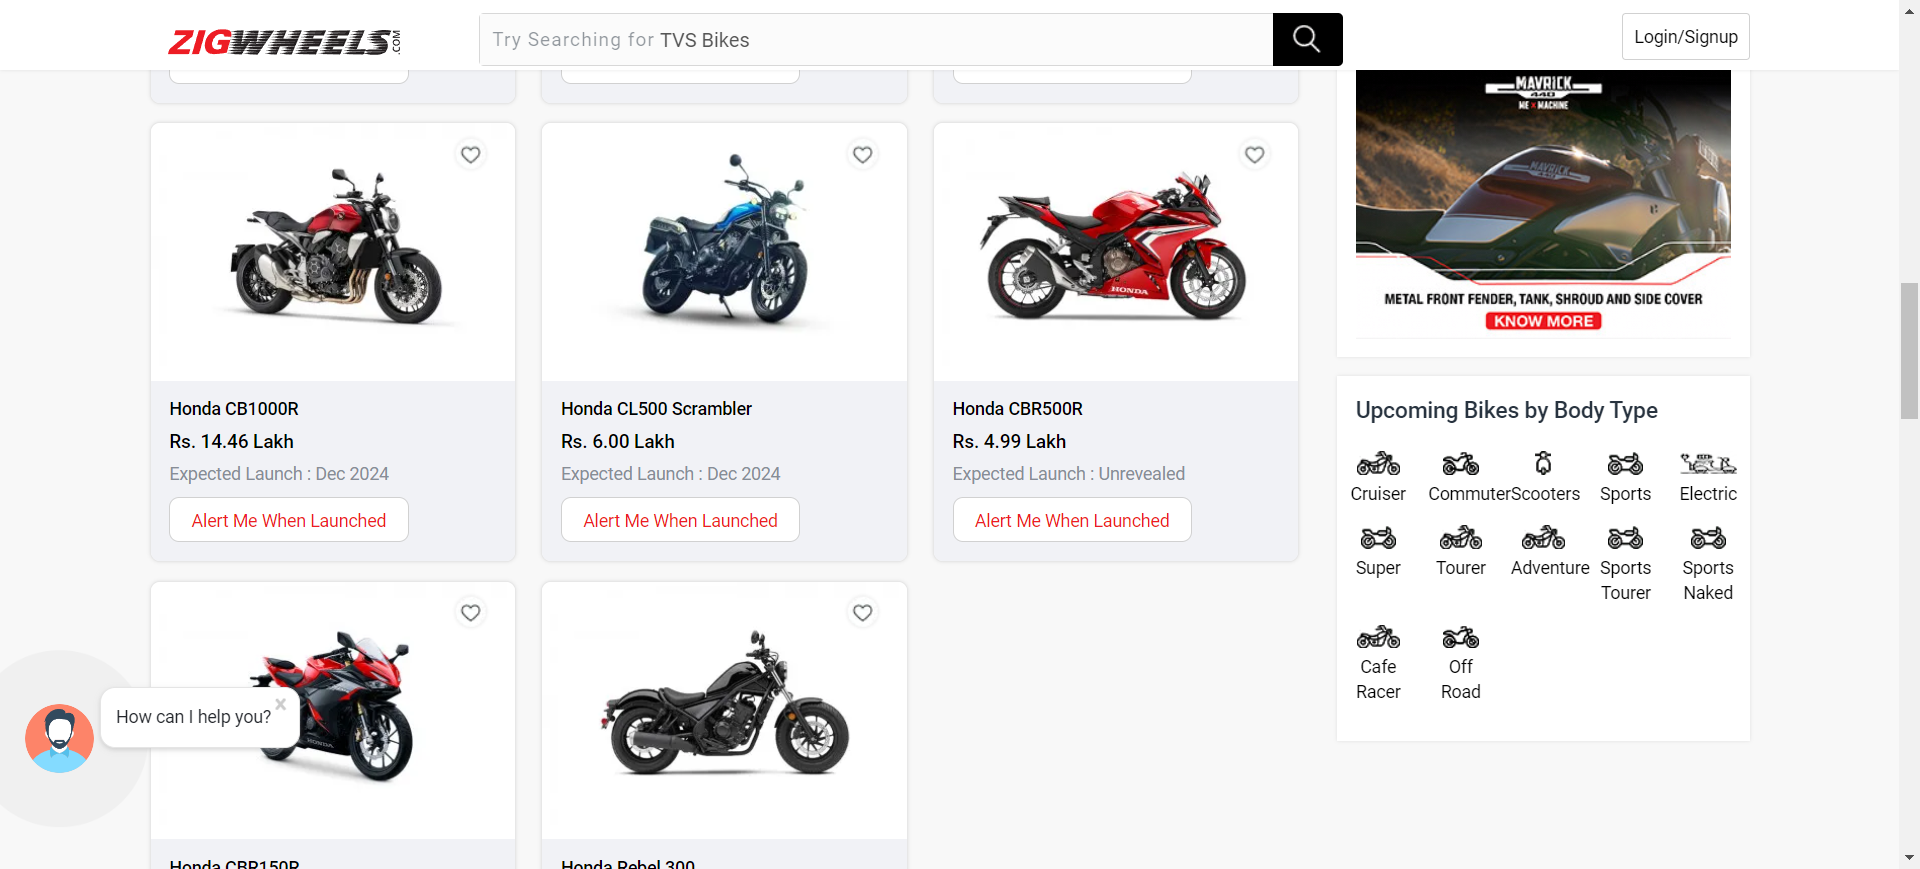 ZIGWHEELS.COM
Try Searching for TVS Bikes
Login/Signup
MAVRICK
440
ME X MACHINE
MAVRICK
440
METAL FRONT FENDER, TANK, SHROUD AND SIDE COVER
KNOW MORE
HONDA
Honda CB1000R
Rs. 14.46 Lakh
Expected Launch : Dec 2024
Alert Me When Launched
Honda CL500 Scrambler
Rs. 6.00 Lakh
Expected Launch : Dec 2024
Alert Me When Launched
Honda CBR500R
Rs. 4.99 Lakh
Expected Launch : Unrevealed
Alert Me When Launched
Upcoming Bikes by Body Type
Cruiser
Commuter
Scooters
Sports
Electric
Super
Tourer
Adventure
Sports
Tourer
Sports
Naked
Cafe
Racer
Off
Road
How can I help you?
×
HONDA
Honda CBR150R
Honda Rebel 300